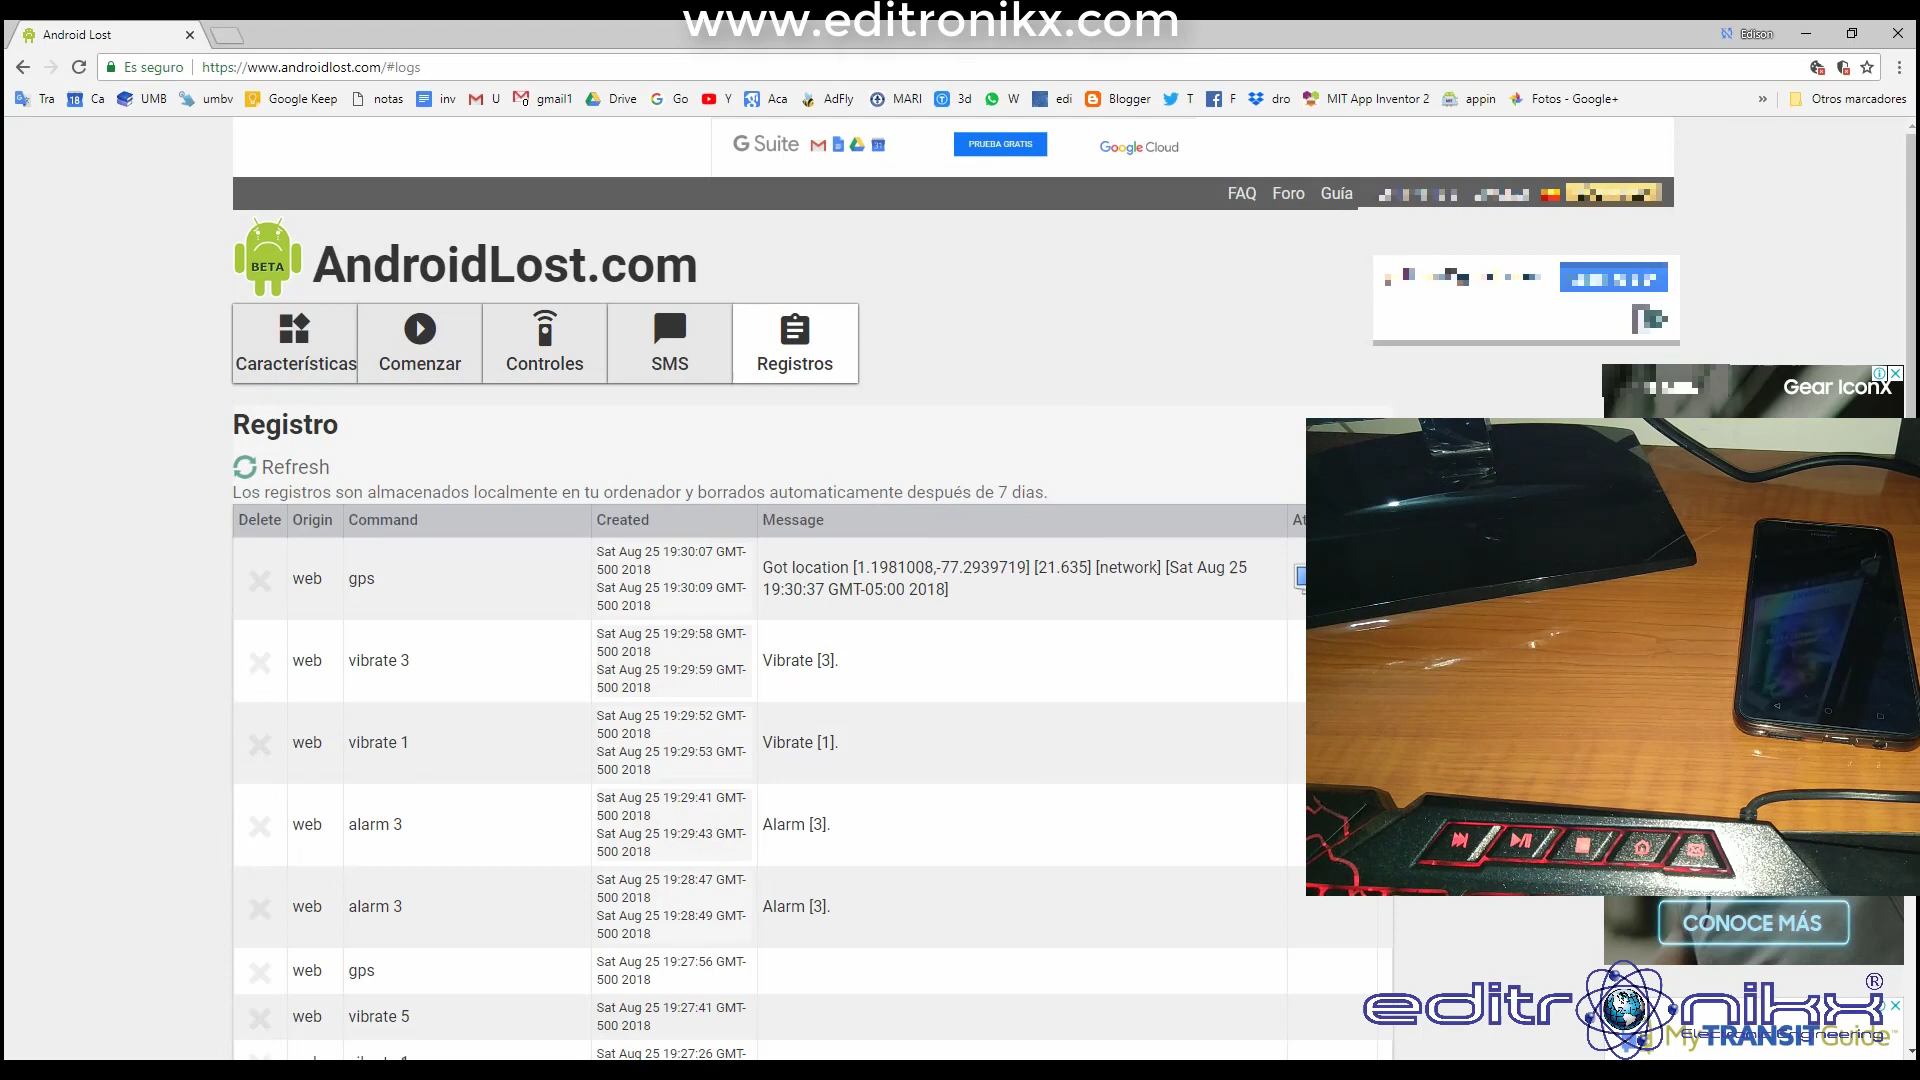 www.editronikx.com
Android Lost
Edison
Es seguro
https://www.androidlost.com/#logs
Tra
18 Ca
UMB
umbv
Google Keep
notas
inv
U
gmail1
Drive
Go
Y
Aca
AdFly
MARI
3d
W
edi
Blogger
T
F
dro
MIT App Inventor 2
appin
Fotos - Google+
»
Otros marcadores
G Suite
31
PRUEBA GRATIS
Google Cloud
FAQ Foro Guía
BETA
AndroidLost.com
Características
Comenzar
Controles
SMS
Registros
Gear IconX
Registro
Refresh
Los registros son almacenados localmente en tu ordenador y borrados automaticamente después de 7 dias.
Delete Origin Command Created Message At
web gps
Sat Aug 25 19:30:07 GMT-
500 2018
Sat Aug 25 19:30:09 GMT-
500 2018
Got location [1.1981008,-77.2939719] [21.635] [network] [Sat Aug 25
19:30:37 GMT-05:00 2018]
web vibrate 3
Sat Aug 25 19:29:58 GMT-
500 2018
Sat Aug 25 19:29:59 GMT-
500 2018
Vibrate [3].
web vibrate 1
Sat Aug 25 19:29:52 GMT-
500 2018
Sat Aug 25 19:29:53 GMT-
500 2018
Vibrate [1].
web alarm 3
Sat Aug 25 19:29:41 GMT-
500 2018
Sat Aug 25 19:29:43 GMT-
500 2018
Alarm [3].
web alarm 3
Sat Aug 25 19:28:47 GMT-
500 2018
Sat Aug 25 19:28:49 GMT-
500 2018
Alarm [3].
web gps
Sat Aug 25 19:27:56 GMT-
500 2018
web vibrate 5
Sat Aug 25 19:27:41 GMT-
500 2018
Sat Aug 25 19:27:26 GMT-
CONOCE MÁS
editronikx ®
Electronic Engineering
MyTRANSITGuide™